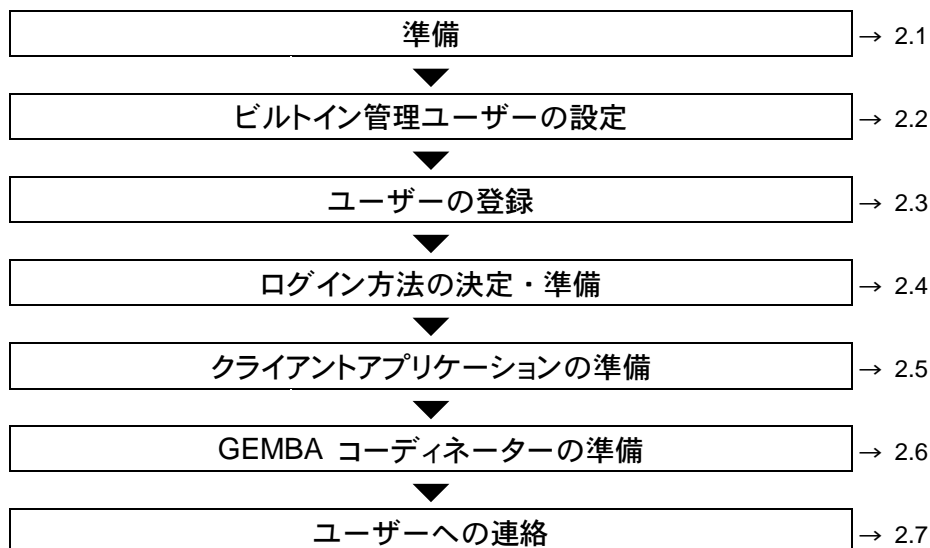 準備 → 2.1
ビルトイン管理ユーザーの設定 → 2.2
ユーザーの登録 → 2.3
ログイン方法の決定・準備 → 2.4
クライアントアプリケーションの準備 → 2.5
GEMBA コーディネーターの準備 → 2.6
ユーザーへの連絡 → 2.7